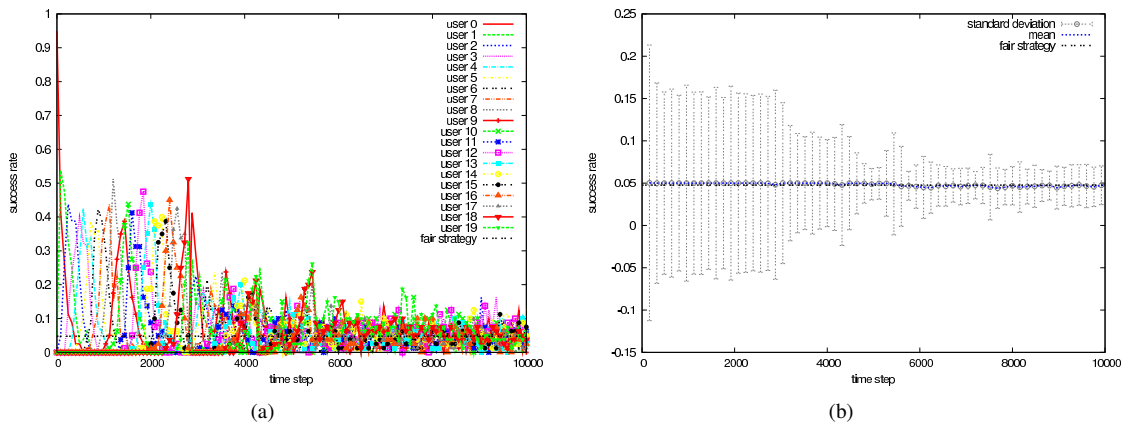 1
0.9
0.8
0.7
0.6
0.5
0.4
0.3
0.2
0.1
0
success rate
0 2000 4000 6000 8000 10000
time step
user 0
user 1
user 2
user 3
user 4
user 5
user 6
user 7
user 8
user 9
user 10
user 11
user 12
user 13
user 14
user 15
user 16
user 17
user 18
user 19
fair strategy
(a)
0.25
0.2
0.15
0.1
0.05
0
-0.05
-0.1
-0.15
success rate
0 2000 4000 6000 8000 10000
time step
standard deviation
mean
fair strategy
(b)